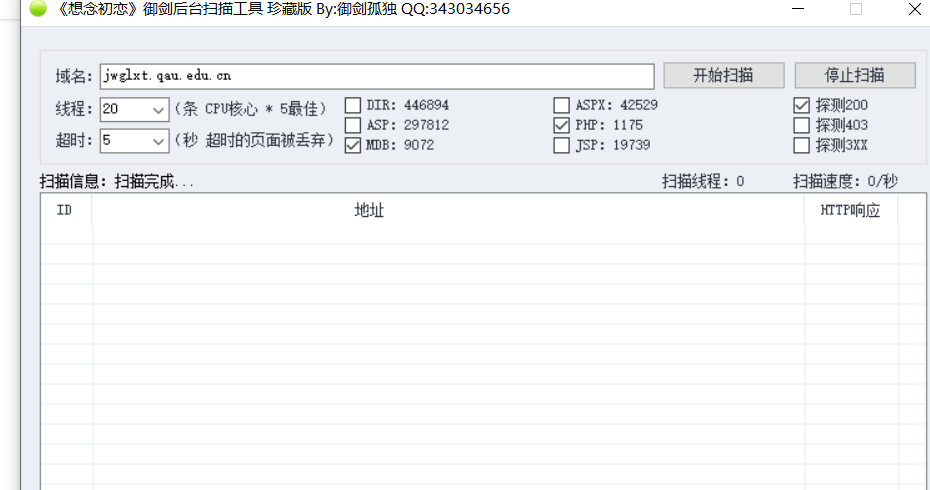 《想念初恋》御剑后台扫描工具 珍藏版 By:御剑孤独 QQ:343034656
域名: jwglxt.qau.edu.cn 开始扫描 停止扫描
线程: 20 (条 CPU核心 * 5最佳) DIR: 446894 ASPX: 42529 探测200
超时: 5 (秒 超时的页面被丢弃) ASP: 297812 PHP: 1175 探测403
MDB: 9072 JSP: 19739 探测3XX
扫描信息: 扫描完成... 扫描线程: 0 扫描速度: 0/秒
ID 地址 HTTP响应